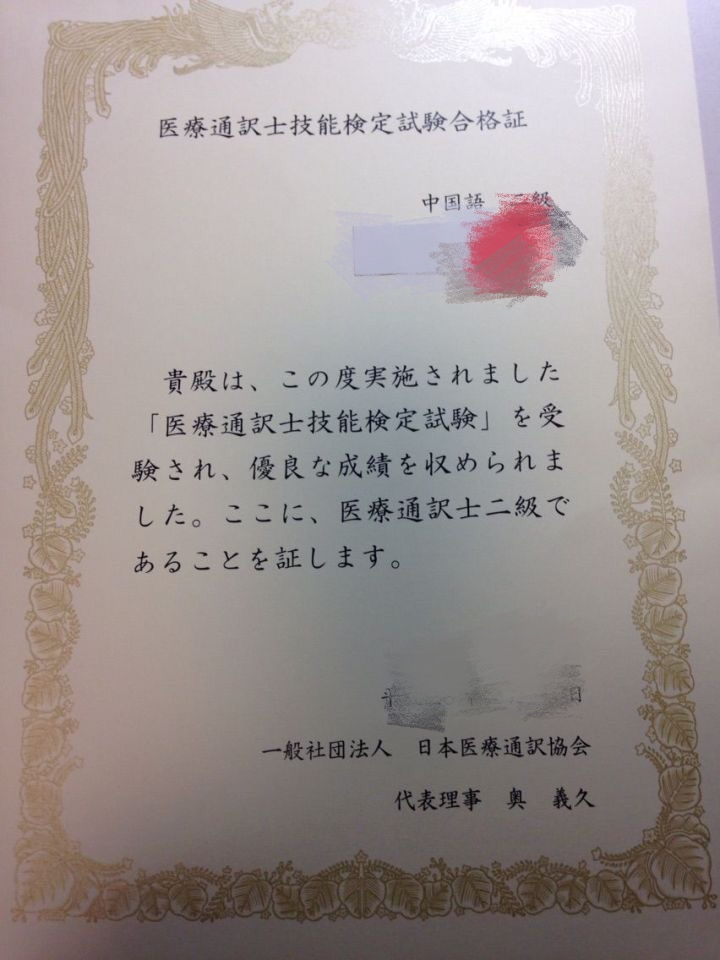 医療通訳士技能検定試験合格証
中国語　二級
貴殿は、この度実施されました
「医療通訳士技能検定試験」を受
験され、優良な成績を収められま
した。ここに、医療通訳士二級で
あることを証します。
日
一般社団法人　日本医療通訳協会
代表理事　奥　義久